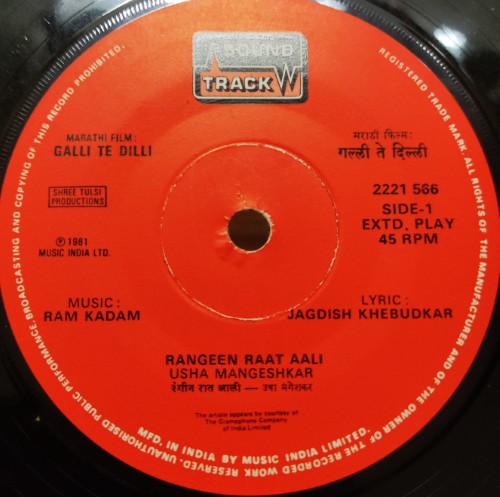 SOUND
TRACK
MARATHI FILM :
GALLI TE DILLI
मराठी फिल्म:
गल्ली ते दिल्ली
SHREE TULSI
PRODUCTIONS
2221 566
SIDE-1
EXTD. PLAY
45 RPM
℗ 1981
MUSIC INDIA LTD.
MUSIC :
RAM KADAM
LYRIC :
JAGDISH KHEBUDKAR
RANGEEN RAAT AALI
USHA MANGESHKAR
रंगीन रात आली — उषा मंगेशकर
The article appears by courtesy of
The Gramophone Company
of India Limited
MFD. IN INDIA BY MUSIC INDIA LIMITED.
REGISTERED TRADE MARK. ALL RIGHTS OF THE MANUFACTURER AND OF THE OWNER OF THE RECORDED WORK RESERVED. UNAUTHORISED PUBLIC PERFORMANCE BROADCASTING AND COPYING OF THIS RECORD PROHIBITED.